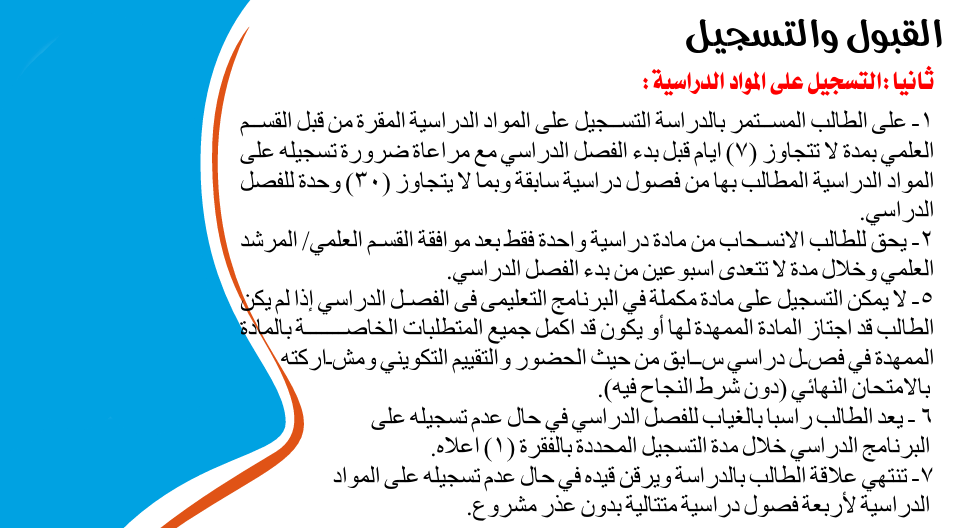 القبول والتسجيل
ثانيا :التسجيل على المواد الدراسية :
١- على الطالب المستمر بالدراسة التسجيل على المواد الدراسية المقرة من قبل القسم
العلمي بمدة لا تتجاوز (٧) ايام قبل بدء الفصل الدراسي مع مراعاة ضرورة تسجيله على
المواد الدراسية المطالب بها من فصول دراسية سابقة وبما لا يتجاوز (٣٠) وحدة للفصل
الدراسي.
٢- يحق للطالب الانسحاب من مادة دراسية واحدة فقط بعد موافقة القسم العلمي/ المرشد
العلمي وخلال مدة لا تتعدى اسبوعين من بدء الفصل الدراسي.
٥- لا يمكن التسجيل على مادة مكملة في البرنامج التعليمى فى الفصل الدراسي إذا لم يكن
الطالب قد اجتاز المادة الممهدة لها أو يكون قد اكمل جميع المتطلبات الخاصة بالمادة
الممهدة في فصل دراسي سابق من حيث الحضور والتقييم التكويني ومشاركته
بالامتحان النهائي (دون شرط النجاح فيه).
٦ - يعد الطالب راسبا بالغياب للفصل الدراسي في حال عدم تسجيله على
البرنامج الدراسي خلال مدة التسجيل المحددة بالفقرة (١) اعلاه.
٧- تنتهي علاقة الطالب بالدراسة ويرقن قيده في حال عدم تسجيله على المواد
الدراسية لأربعة فصول دراسية متتالية بدون عذر مشروع.